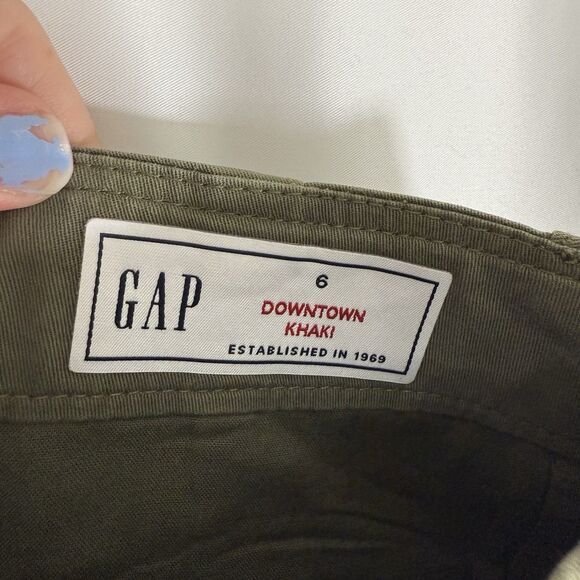 GAP
6
DOWNTOWN
KHAKI
ESTABLISHED IN 1969